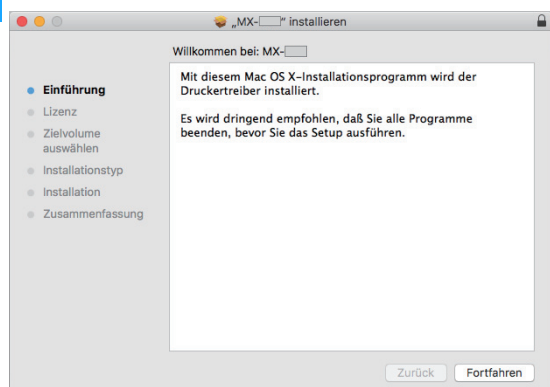 „MX-" installieren
Willkommen bei: MX-
Einführung
Lizenz
Zielvolume
auswählen
Installationstyp
Installation
Zusammenfassung
Mit diesem Mac OS X-Installationsprogramm wird der
Druckertreiber installiert.
Es wird dringend empfohlen, daß Sie alle Programme
beenden, bevor Sie das Setup ausführen.
Zurück
Fortfahren